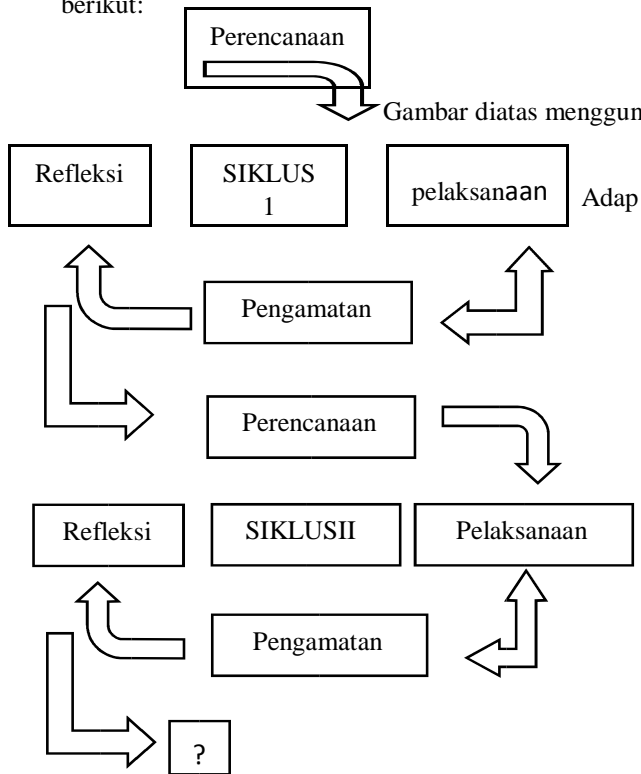 berikut:
Perencanaan
Gambar diatas menggun
Refleksi
SIKLUS
1
pelaksanaan
Adap
Pengamatan
Perencanaan
Refleksi
SIKLUSII
Pelaksanaan
Pengamatan
?